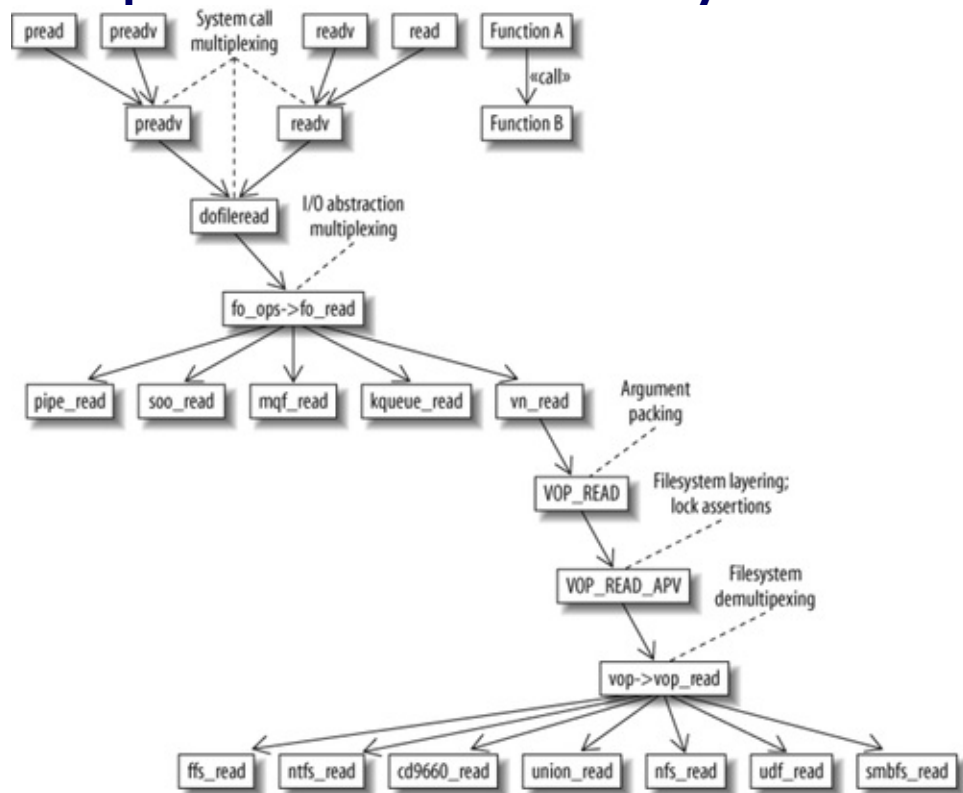 System call
multiplexing
pread
preadv
readv
read
Function A
«call»
preadv
readv
Function B
dofileread
I/O abstraction
multiplexing
fo_ops->fo_read
pipe_read
soo_read
mqf_read
kqueue_read
vn_read
Argument
packing
VOP_READ
Filesystem layering;
lock assertions
VOP_READ_APV
Filesystem
demultipexing
vop->vop_read
ffs_read
ntfs_read
cd9660_read
union_read
nfs_read
udf_read
smbfs_read